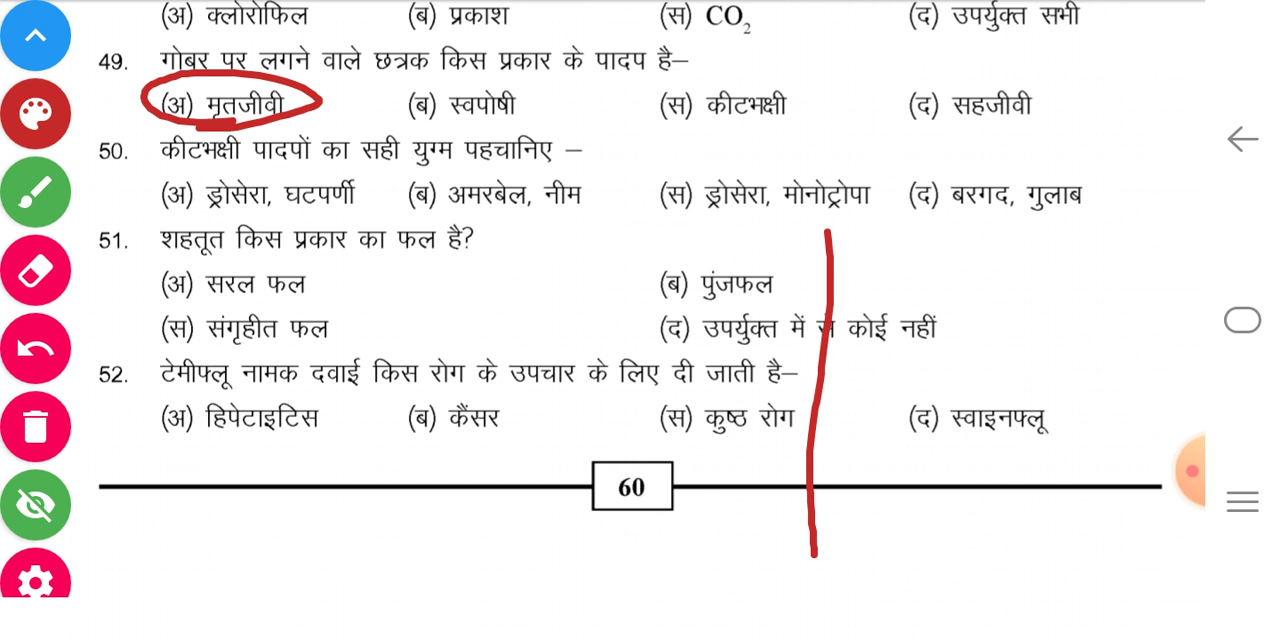 (अ) क्लोरोफिल (ब) प्रकाश (स) CO₂ (द) उपर्युक्त सभी
49. गोबर पर लगने वाले छत्रक किस प्रकार के पादप है–
(अ) मृतजीवी (ब) स्वपोषी (स) कीटभक्षी (द) सहजीवी
50. कीटभक्षी पादपों का सही युग्म पहचानिए –
(अ) ड्रोसेरा, घटपर्णी (ब) अमरबेल, नीम (स) ड्रोसेरा, मोनोट्रोपा (द) बरगद, गुलाब
51. शहतूत किस प्रकार का फल है?
(अ) सरल फल (ब) पुंजफल
(स) संगृहीत फल (द) उपर्युक्त में से कोई नहीं
52. टेमीफ्लू नामक दवाई किस रोग के उपचार के लिए दी जाती है–
(अ) हिपेटाइटिस (ब) कैंसर (स) कुष्ठ रोग (द) स्वाइनफ्लू
60